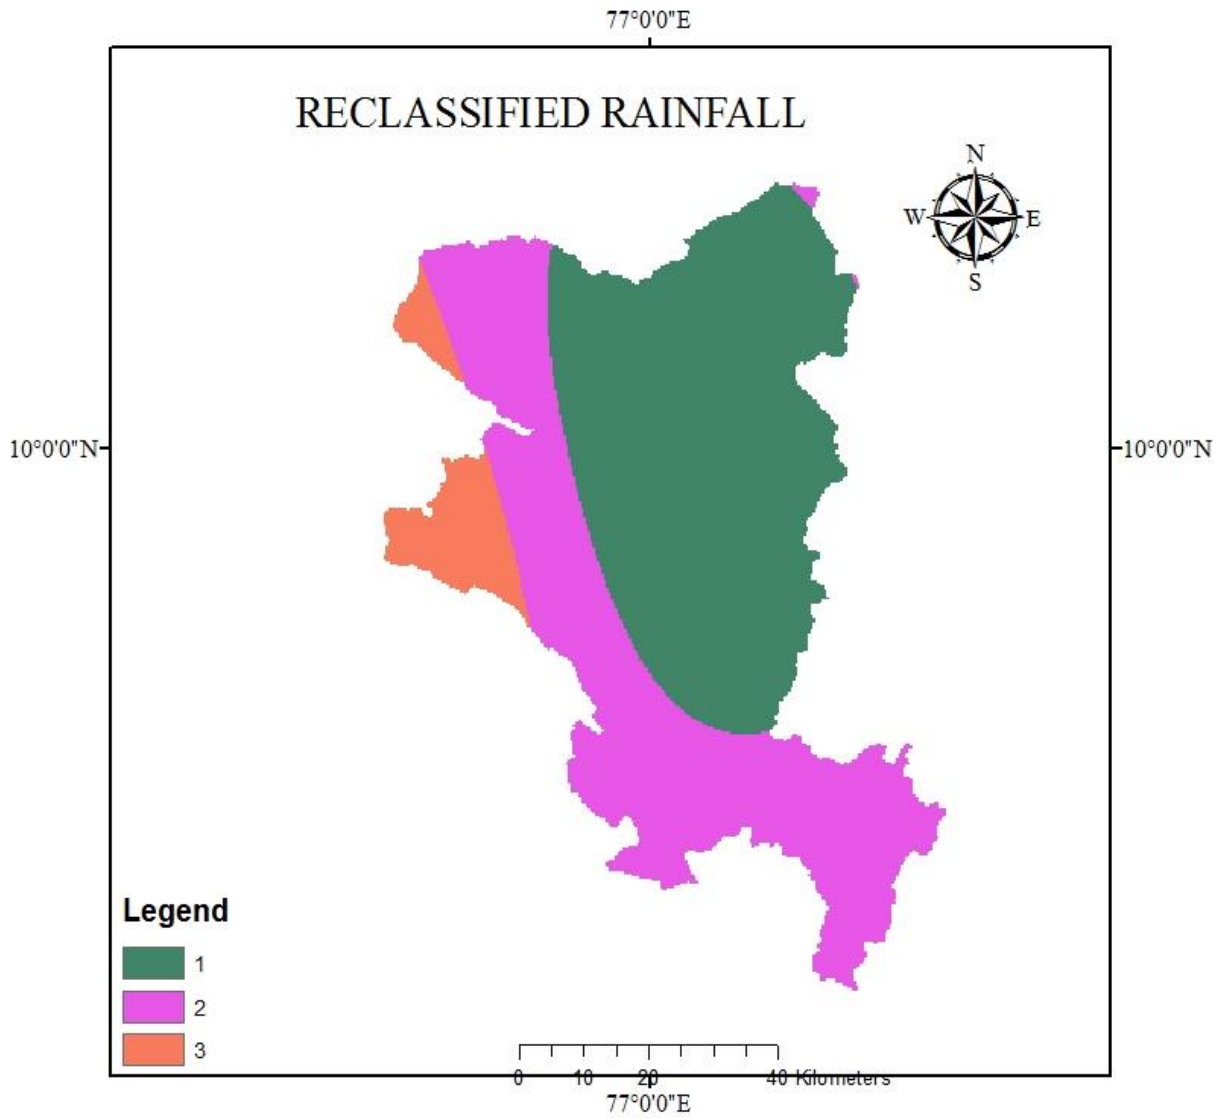 77°0'0"E
RECLASSIFIED RAINFALL
N
W E
S
10°0'0"N 10°0'0"N
Legend
1
2
3
0 10 20 40 Kilometers
77°0'0"E